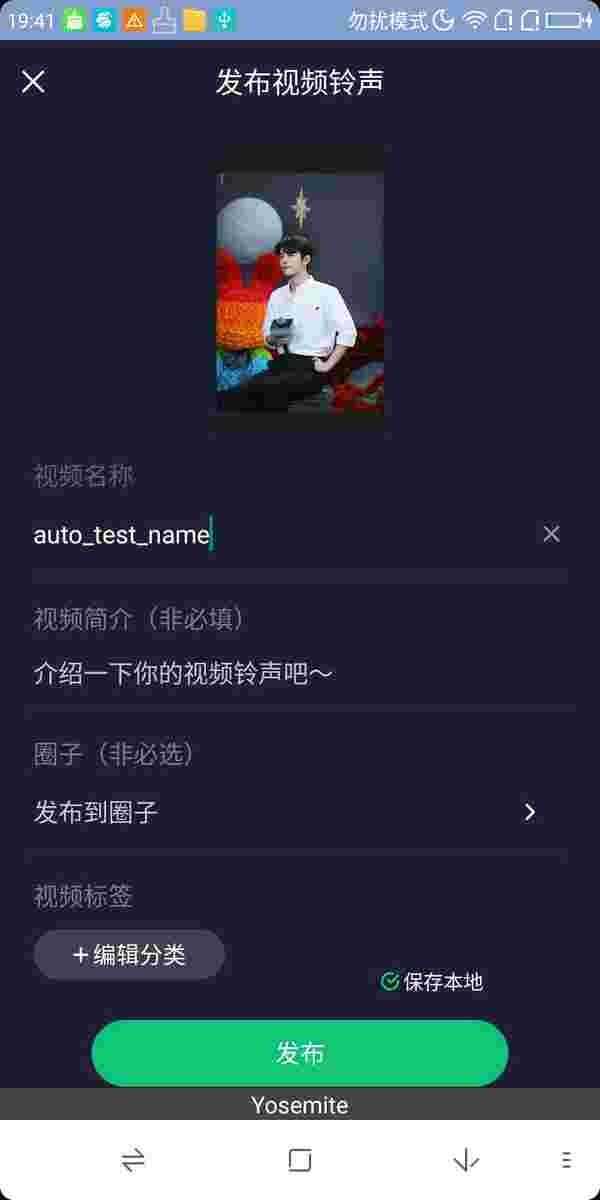 19:41
勿扰模式
发布视频铃声
视频名称
auto_test_name
视频简介（非必填）
介绍一下你的视频铃声吧～
圈子（非必选）
发布到圈子
视频标签
+编辑分类
保存本地
发布
Yosemite